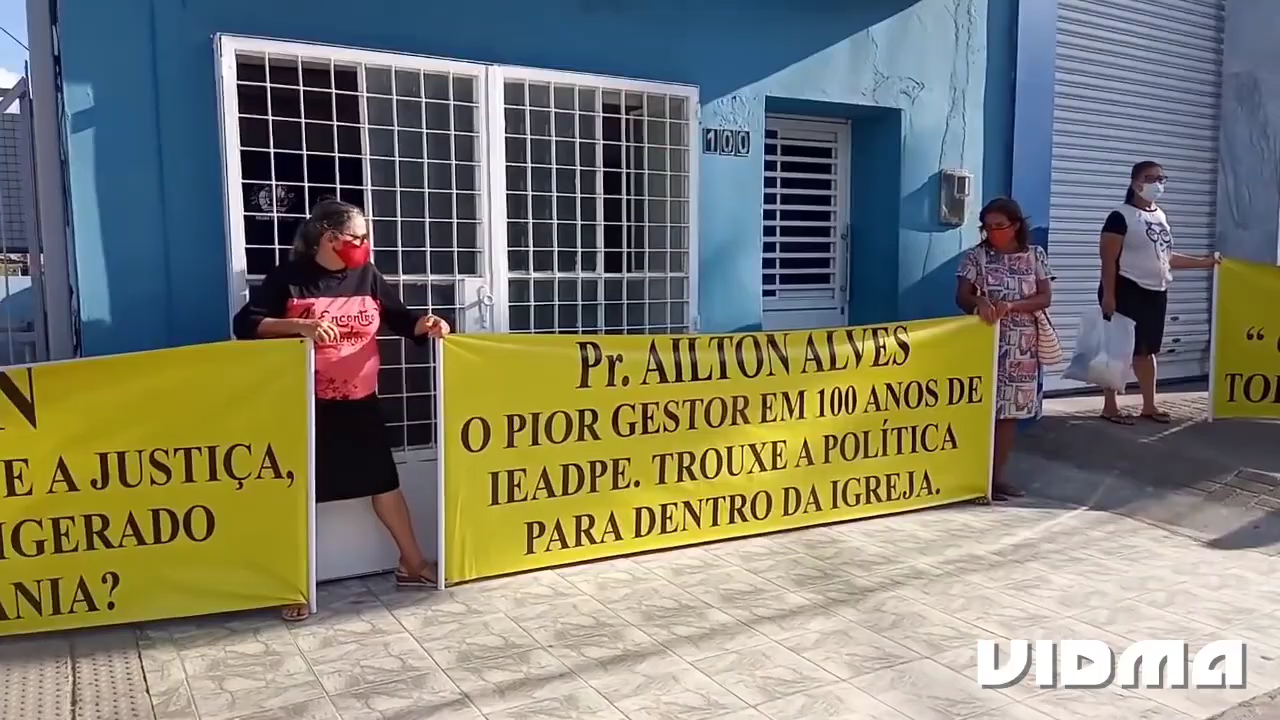 100
Encontro
Pr. AILTON ALVES
O PIOR GESTOR EM 100 ANOS DE
IEADPE. TROUXE A POLÍTICA
PARA DENTRO DA IGREJA.
N
E A JUSTIÇA,
IGERADO
ANIA?
“
TO
VIDMA